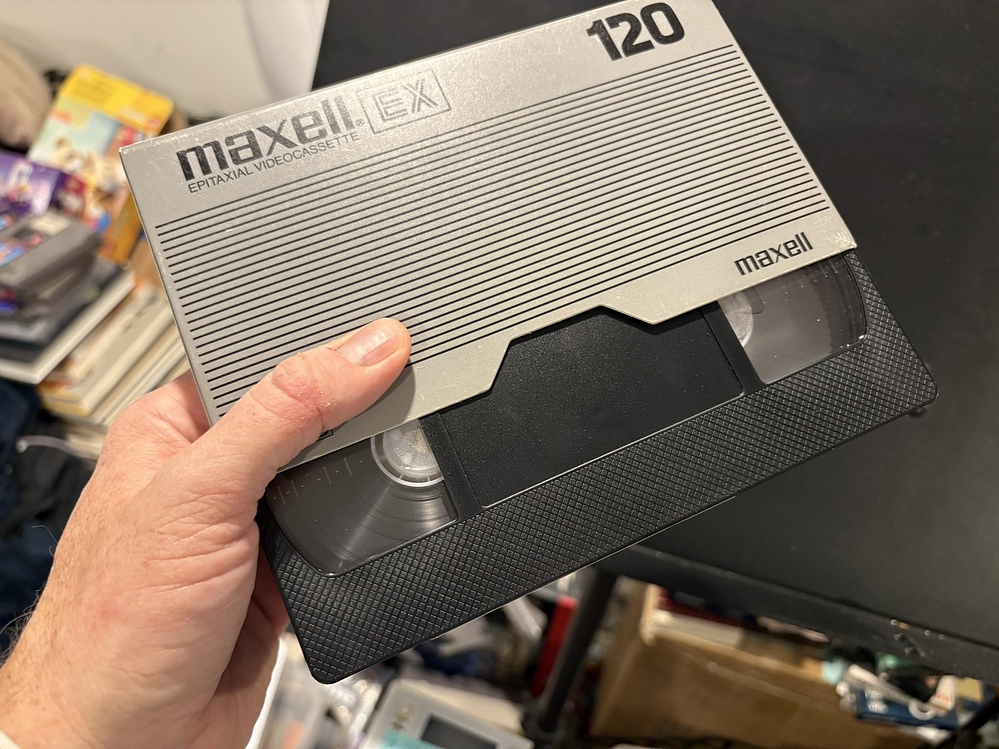 120
maxell® EX
EPITAXIAL VIDEOCASSETTE
maxell